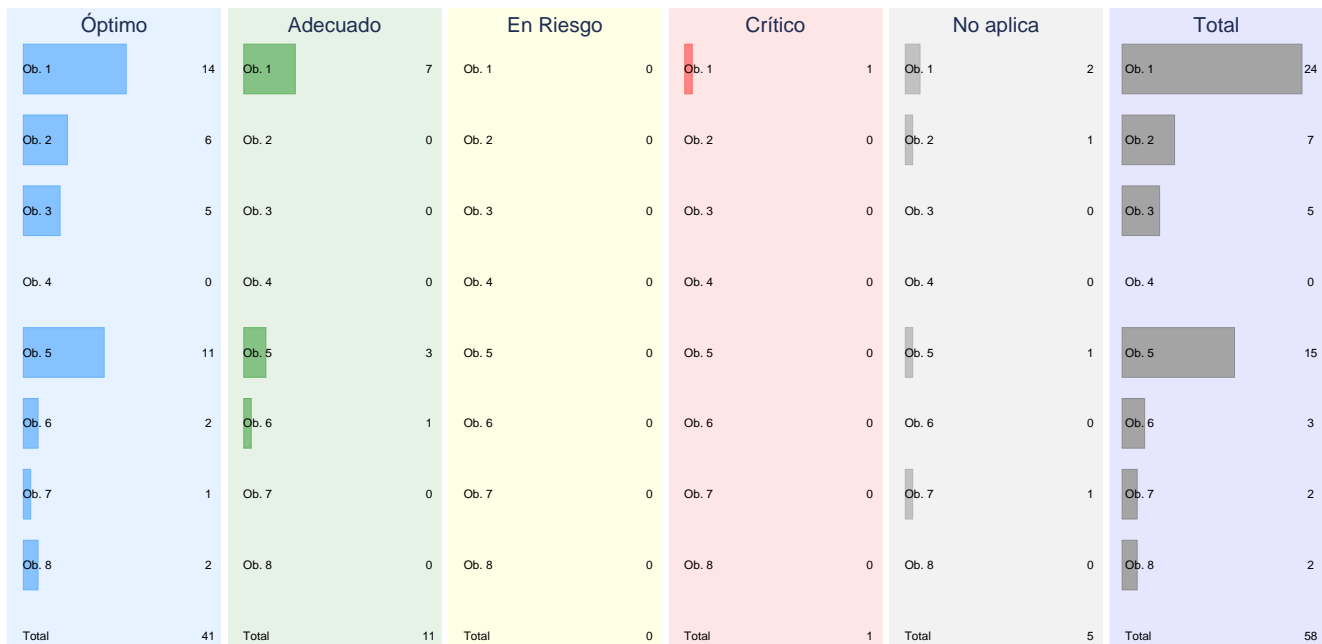 Óptimo Adecuado En Riesgo Crítico No aplica Total
Ob. 1 14 Ob. 1 7 Ob. 1 0 Ob. 1 1 Ob. 1 2 Ob. 1 24
Ob. 2 6 Ob. 2 0 Ob. 2 0 Ob. 2 0 Ob. 2 1 Ob. 2 7
Ob. 3 5 Ob. 3 0 Ob. 3 0 Ob. 3 0 Ob. 3 0 Ob. 3 5
Ob. 4 0 Ob. 4 0 Ob. 4 0 Ob. 4 0 Ob. 4 0 Ob. 4 0
Ob. 5 11 Ob. 5 3 Ob. 5 0 Ob. 5 0 Ob. 5 1 Ob. 5 15
Ob. 6 2 Ob. 6 1 Ob. 6 0 Ob. 6 0 Ob. 6 0 Ob. 6 3
Ob. 7 1 Ob. 7 0 Ob. 7 0 Ob. 7 0 Ob. 7 1 Ob. 7 2
Ob. 8 2 Ob. 8 0 Ob. 8 0 Ob. 8 0 Ob. 8 0 Ob. 8 2
Total 41 Total 11 Total 0 Total 1 Total 5 Total 58